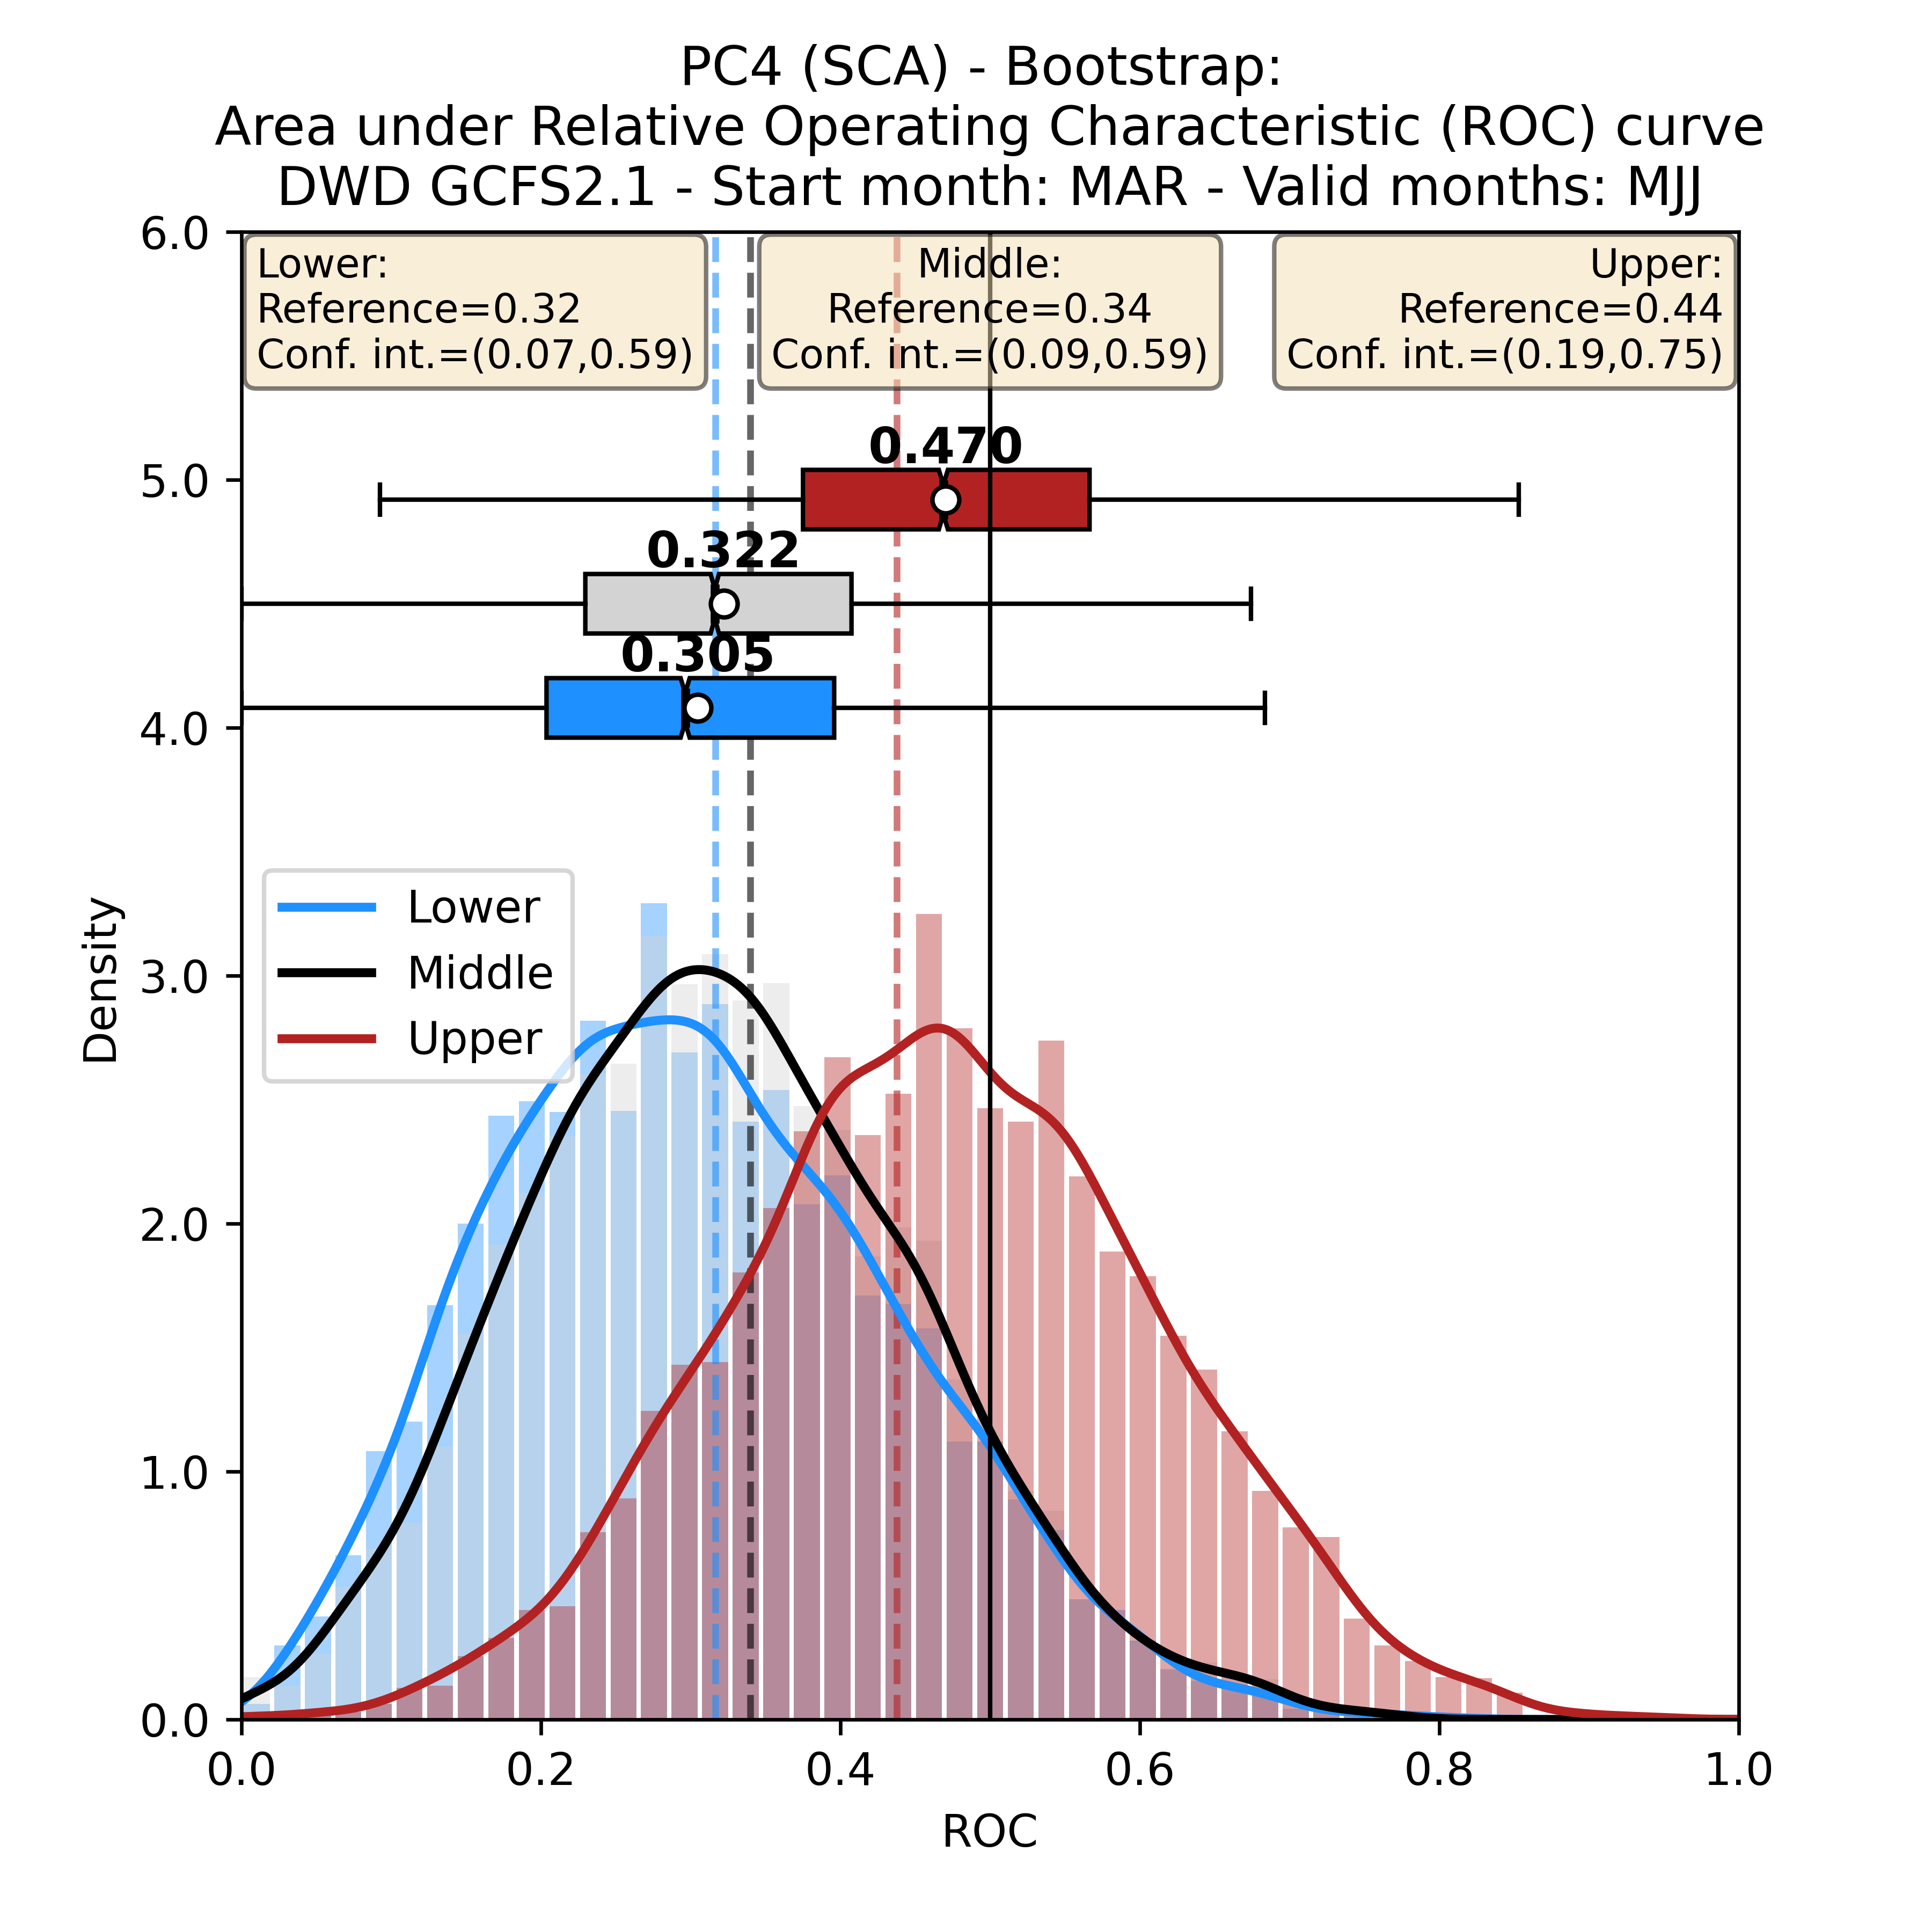 PC4 (SCA) - Bootstrap:
Area under Relative Operating Characteristic (ROC) curve
DWD GCFS2.1 - Start month: MAR - Valid months: MJJ
Lower:
Reference=0.32
Conf. int.=(0.07,0.59)
Middle:
Reference=0.34
Conf. int.=(0.09,0.59)
Upper:
Reference=0.44
Conf. int.=(0.19,0.75)
0.470
0.322
0.305
Lower
Middle
Upper
Density
6.0
5.0
4.0
3.0
2.0
1.0
0.0
0.0 0.2 0.4 0.6 0.8 1.0
ROC